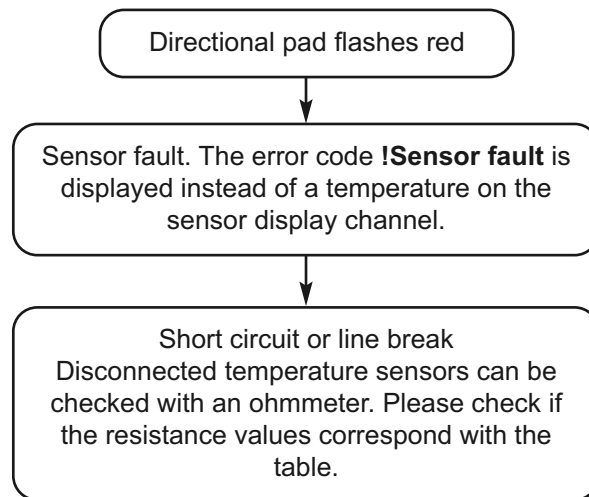 Directional pad flashes red
Sensor fault. The error code !Sensor fault is
displayed instead of a temperature on the
sensor display channel.
Short circuit or line break
Disconnected temperature sensors can be
checked with an ohmmeter. Please check if
the resistance values correspond with the
table.